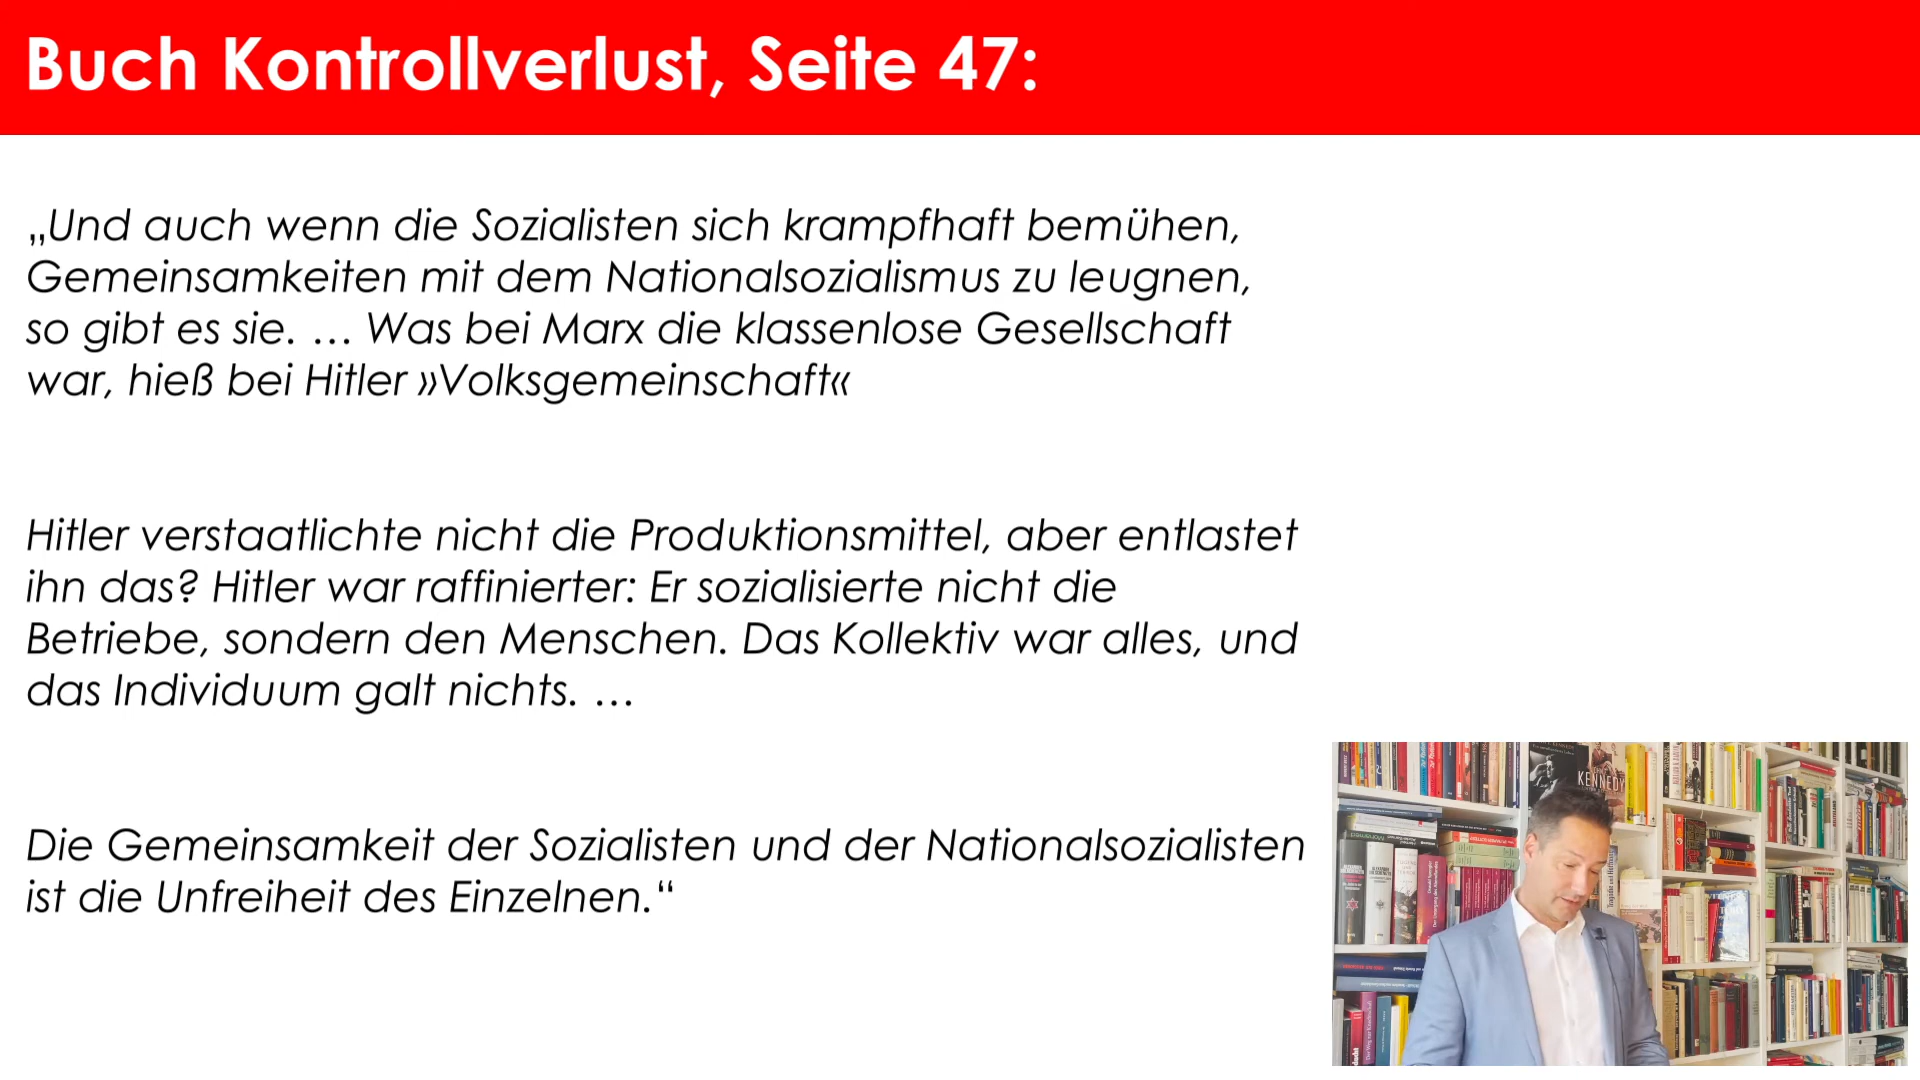 Buch Kontrollverlust, Seite 47:
„Und auch wenn die Sozialisten sich krampfhaft bemühen,
Gemeinsamkeiten mit dem Nationalsozialismus zu leugnen,
so gibt es sie. … Was bei Marx die klassenlose Gesellschaft
war, hieß bei Hitler »Volksgemeinschaft«
Hitler verstaatlichte nicht die Produktionsmittel, aber entlastet
ihn das? Hitler war raffinierter: Er sozialisierte nicht die
Betriebe, sondern den Menschen. Das Kollektiv war alles, und
das Individuum galt nichts. …
Die Gemeinsamkeit der Sozialisten und der Nationalsozialisten
ist die Unfreiheit des Einzelnen.“
KENNEDY